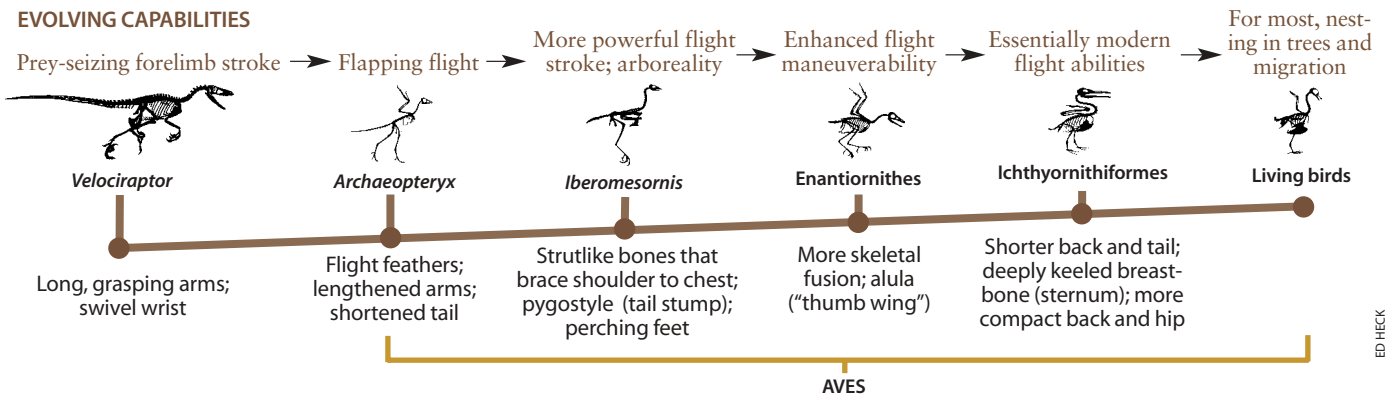 EVOLVING CAPABILITIES
Prey-seizing forelimb stroke
Flapping flight
More powerful flight
stroke; arboreality
Enhanced flight
maneuverability
Essentially modern
flight abilities
For most, nest-
ing in trees and
migration
Velociraptor
Archaeopteryx
Iberomesornis
Enantiornithes
Ichthyornithiformes
Living birds
Long, grasping arms;
swivel wrist
Flight feathers;
lengthened arms;
shortened tail
Strutlike bones that
brace shoulder to chest;
pygostyle (tail stump);
perching feet
More skeletal
fusion; alula
(“thumb wing”)
Shorter back and tail;
deeply keeled breast-
bone (sternum); more
compact back and hip
AVES
ED HECK